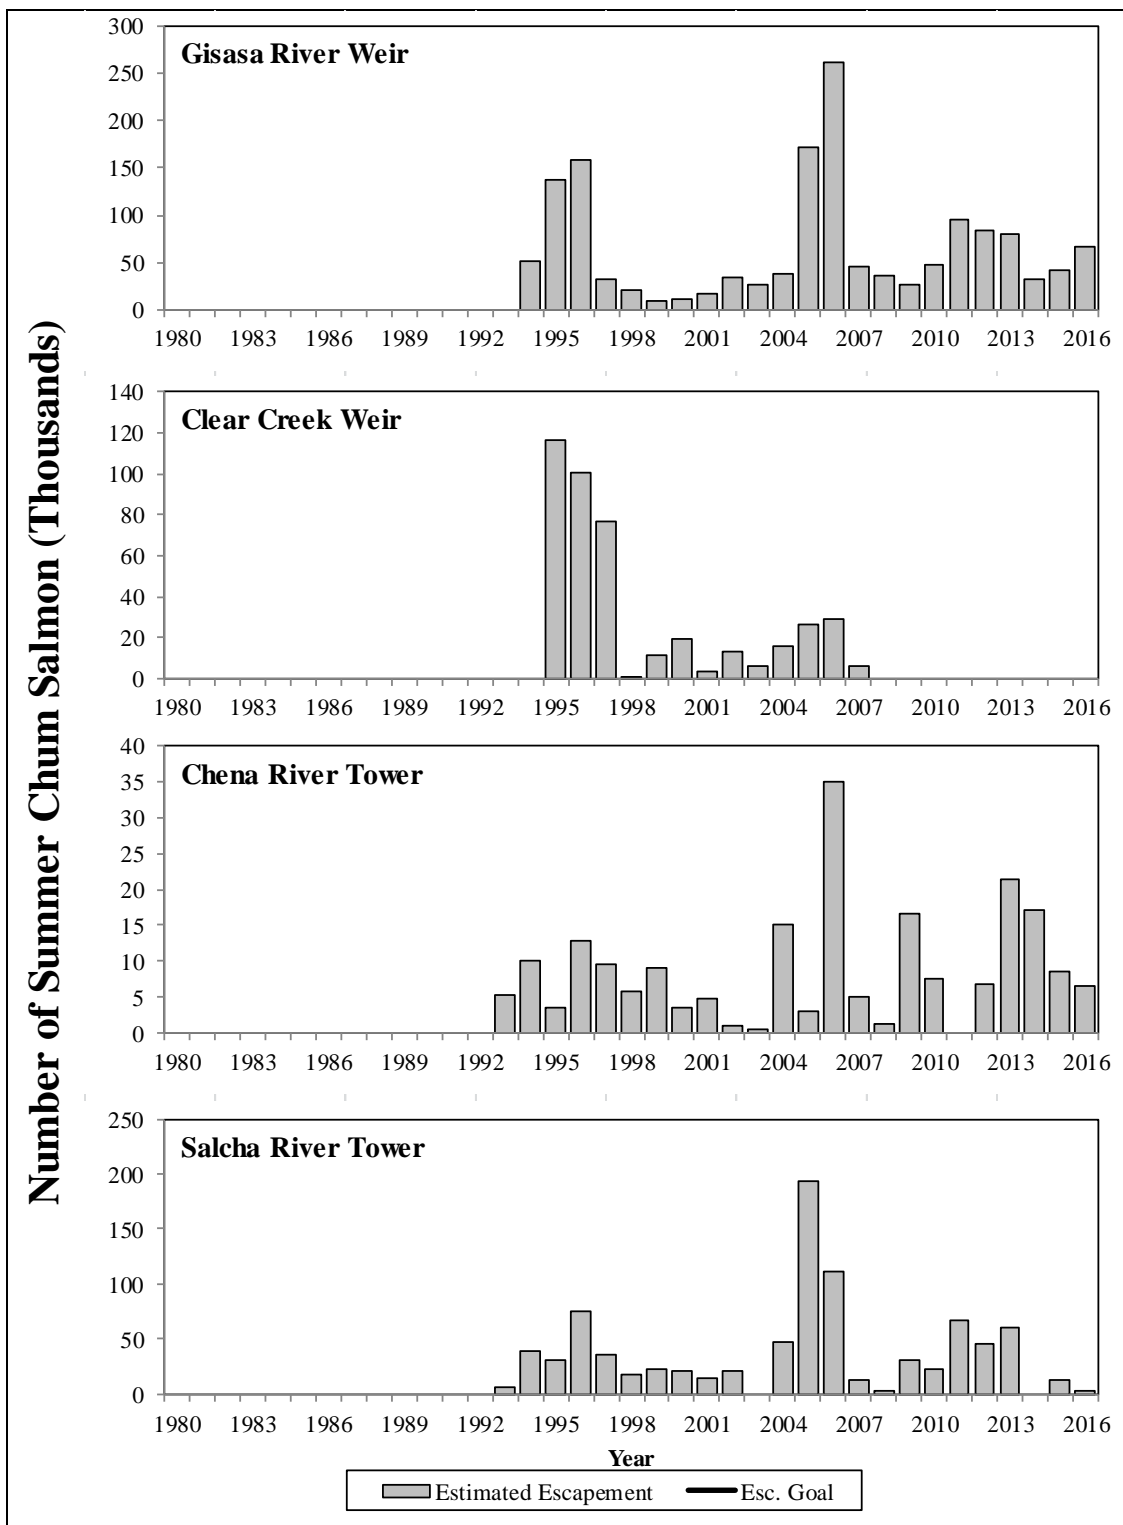 Number of Summer Chum Salmon (Thousands)
Gisasa River Weir
300
250
200
150
100
50
0
1980 1983 1986 1989 1992 1995 1998 2001 2004 2007 2010 2013 2016
Clear Creek Weir
140
120
100
80
60
40
20
0
1980 1983 1986 1989 1992 1995 1998 2001 2004 2007 2010 2013 2016
Chena River Tower
40
35
30
25
20
15
10
5
0
1980 1983 1986 1989 1992 1995 1998 2001 2004 2007 2010 2013 2016
Salcha River Tower
250
200
150
100
50
0
1980 1983 1986 1989 1992 1995 1998 2001 2004 2007 2010 2013 2016
Year
Estimated Escapement Esc. Goal